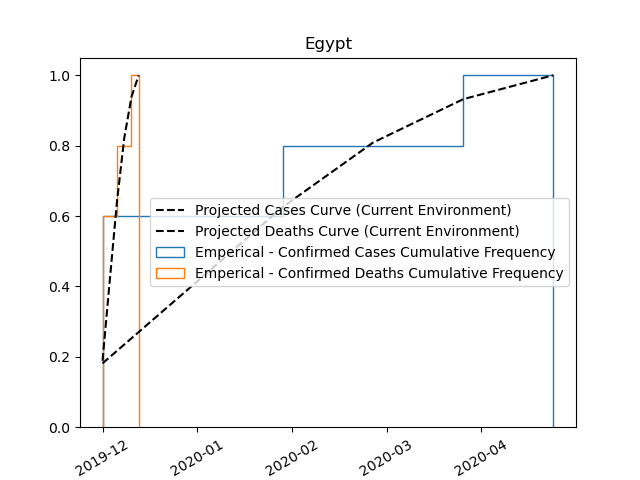 Egypt
1.0
0.8
0.6
0.4
0.2
0.0
Projected Cases Curve (Current Environment)
Projected Deaths Curve (Current Environment)
Emperical - Confirmed Cases Cumulative Frequency
Emperical - Confirmed Deaths Cumulative Frequency
2019-12
2020-01
2020-02
2020-03
2020-04